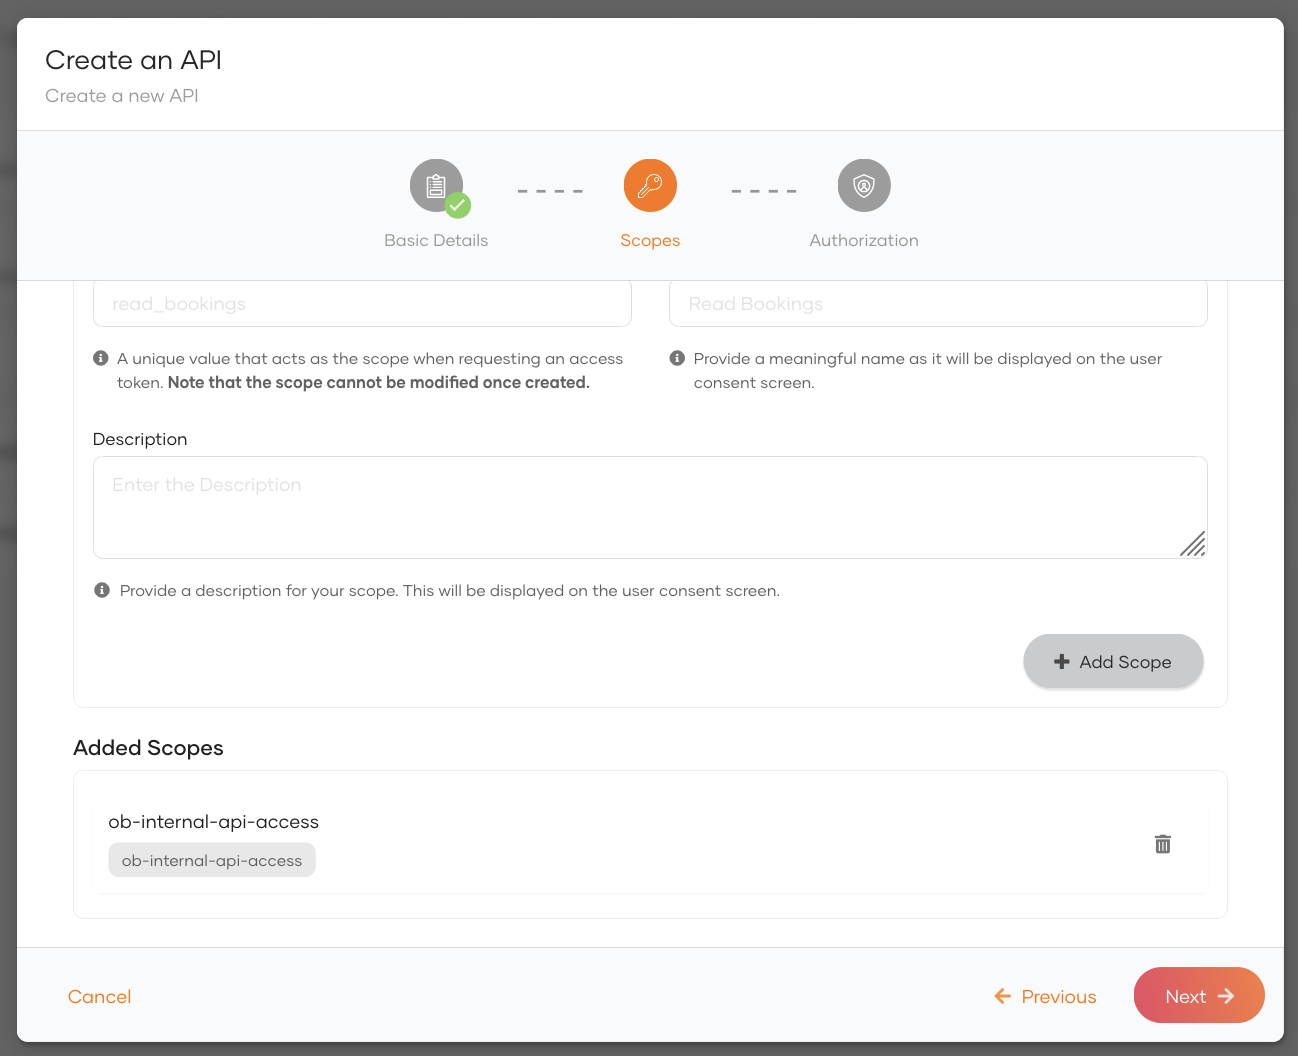 Create an API
Create a new API
Basic Details
Scopes
Authorization
read_bookings
Read Bookings
A unique value that acts as the scope when requesting an access
token. Note that the scope cannot be modified once created.
Provide a meaningful name as it will be displayed on the user
consent screen.
Description
Enter the Description
Provide a description for your scope. This will be displayed on the user consent screen.
Add Scope
Added Scopes
ob-internal-api-access
ob-internal-api-access
Cancel
Previous
Next